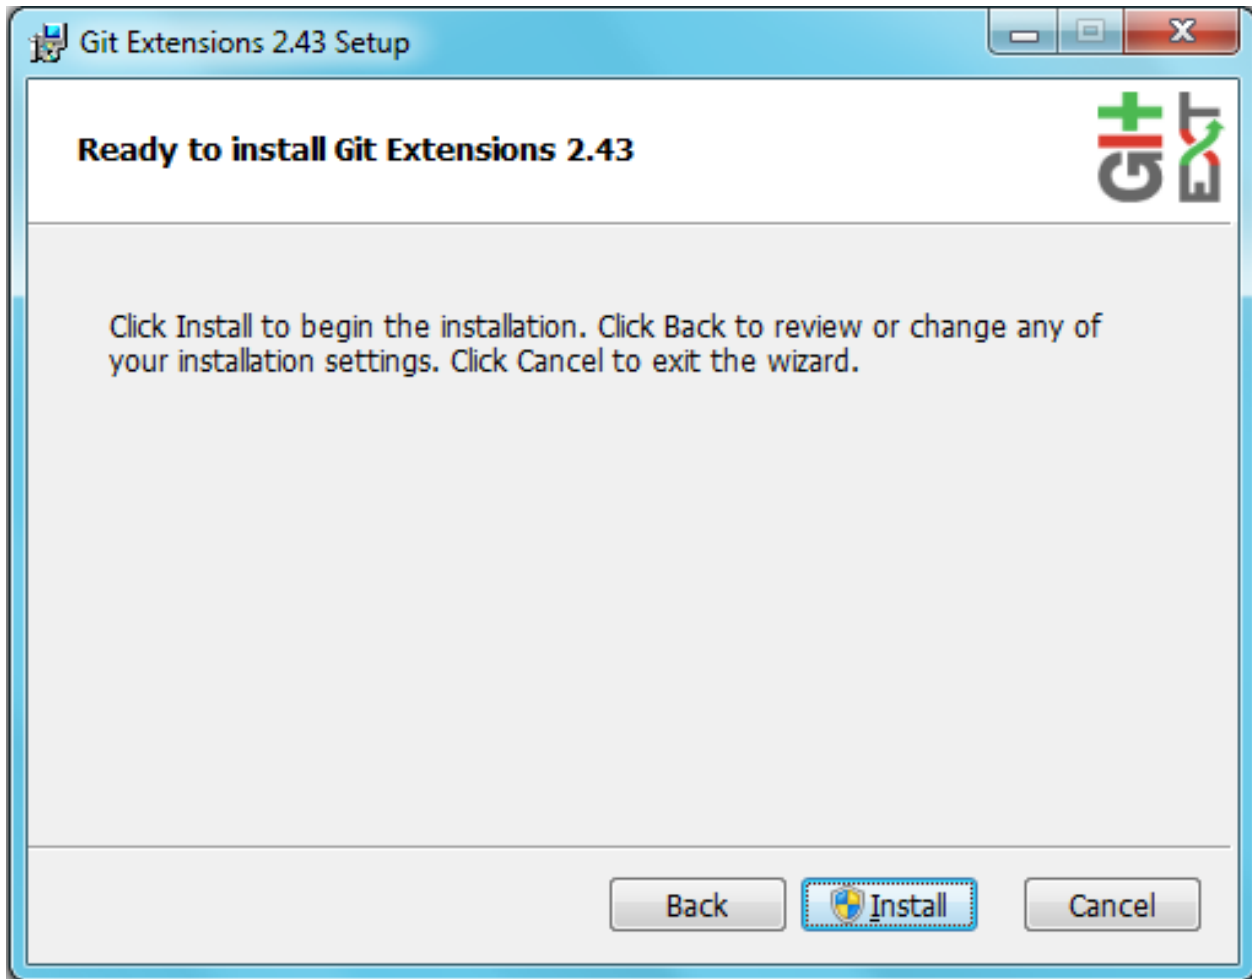 Git Extensions 2.43 Setup
Ready to install Git Extensions 2.43
Git
EXT
Click Install to begin the installation. Click Back to review or change any of
your installation settings. Click Cancel to exit the wizard.
Back
Install
Cancel